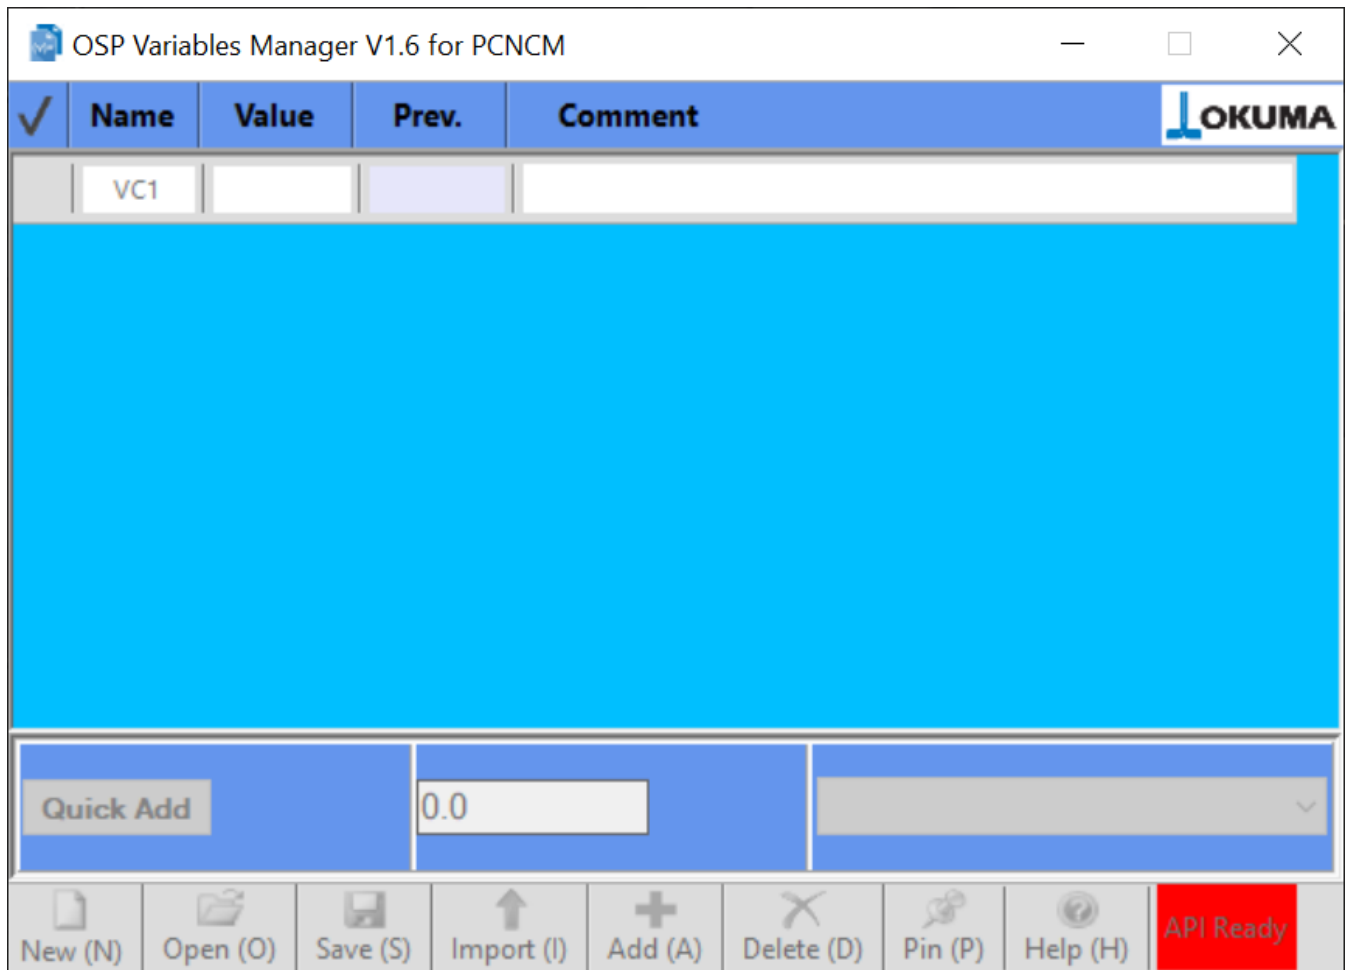 OSP Variables Manager V1.6 for PCNCM
Name Value Prev. Comment OKUMA
VC1
Quick Add 0.0
New (N) Open (O) Save (S) Import (I) Add (A) Delete (D) Pin (P) Help (H) API Ready